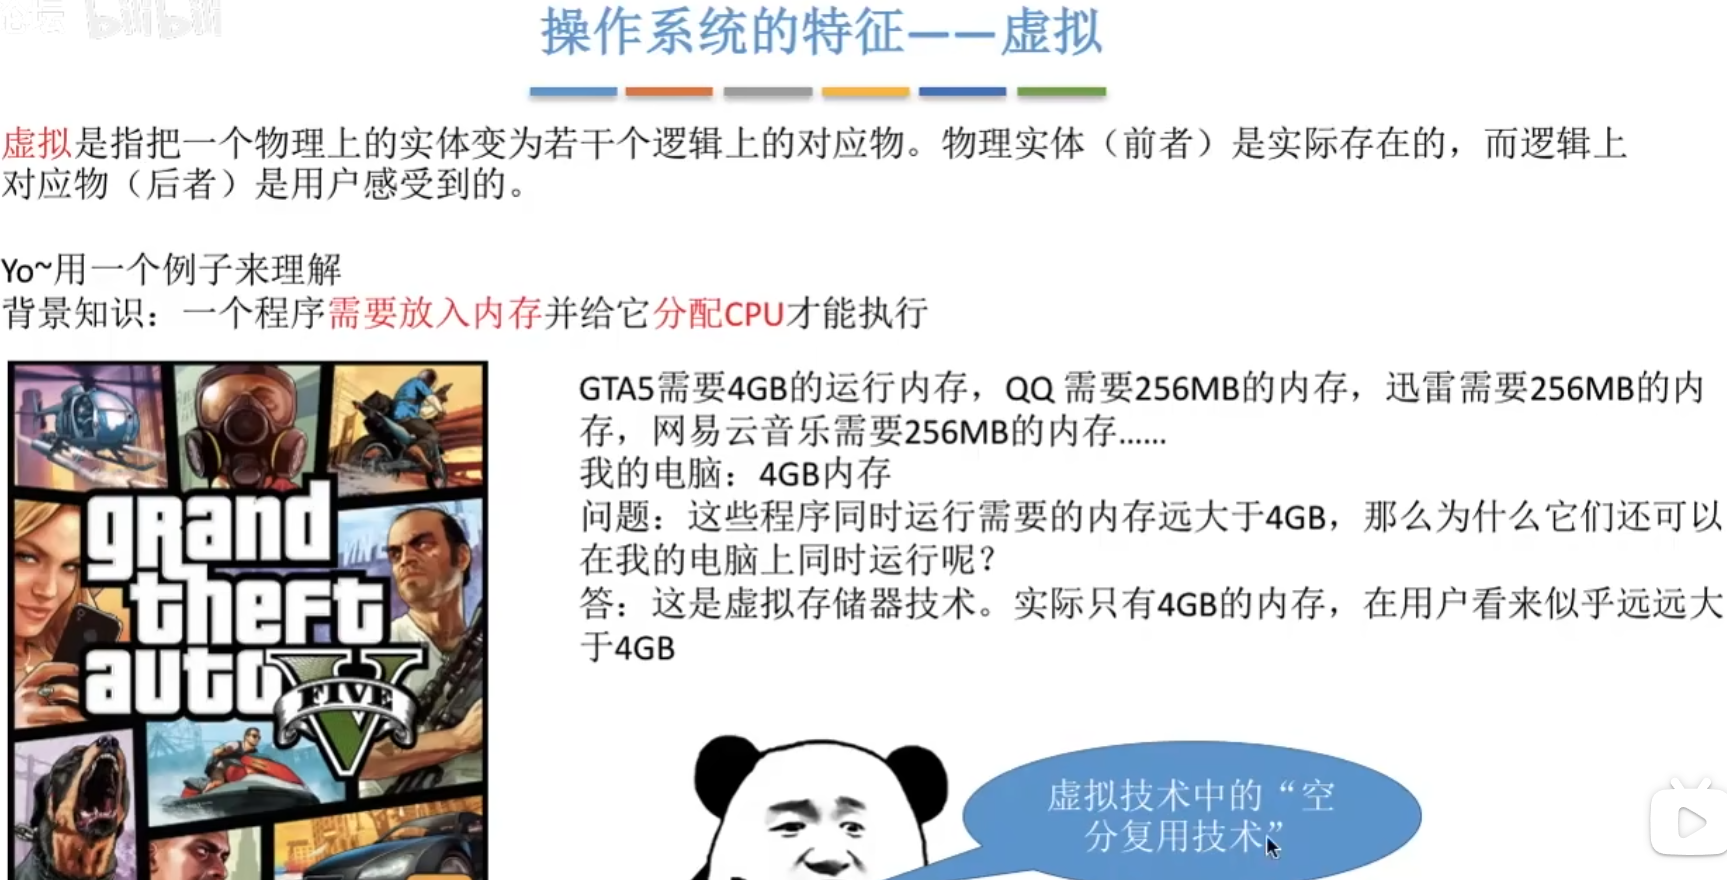 bilibili
操作系统的特征——虚拟
虚拟是指把一个物理上的实体变为若干个逻辑上的对应物。物理实体（前者）是实际存在的，而逻辑上
对应物（后者）是用户感受到的。
Yo~用一个例子来理解
背景知识：一个程序需要放入内存并给它分配CPU才能执行
GTA5需要4GB的运行内存，QQ 需要256MB的内存，迅雷需要256MB的内
存，网易云音乐需要256MB的内存……
我的电脑：4GB内存
问题：这些程序同时运行需要的内存远大于4GB，那么为什么它们还可以
在我的电脑上同时运行呢？
答：这是虚拟存储器技术。实际只有4GB的内存，在用户看来似乎远远大
于4GB
grand
theft
auto
V
FIVE
虚拟技术中的“空
分复用技术”